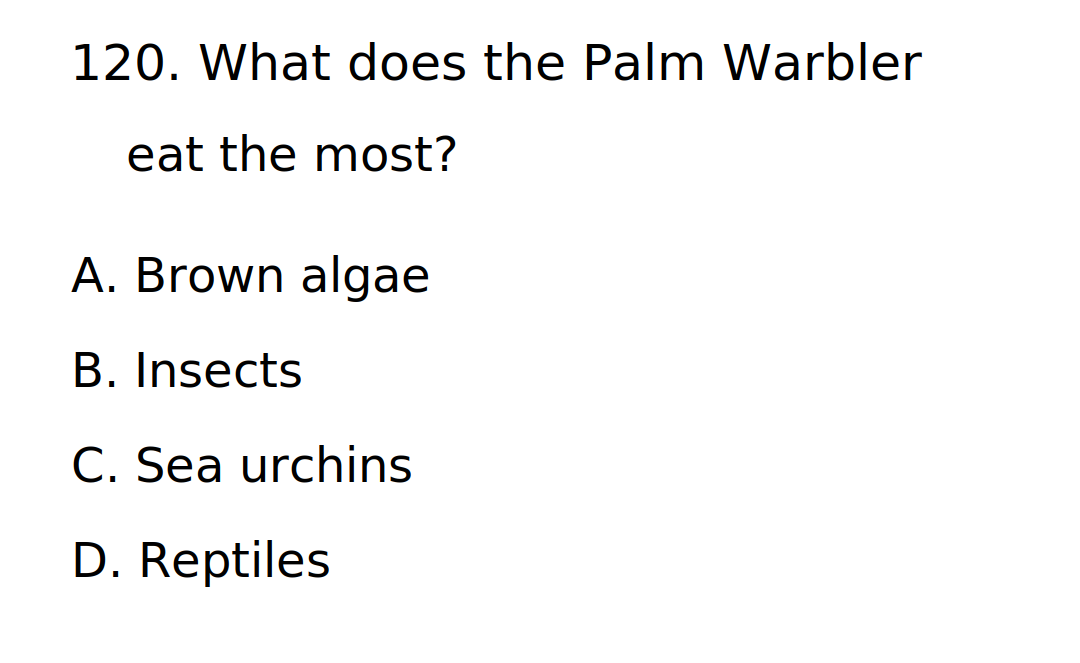 120. What does the Palm Warbler
eat the most?
A. Brown algae
B. Insects
C. Sea urchins
D. Reptiles